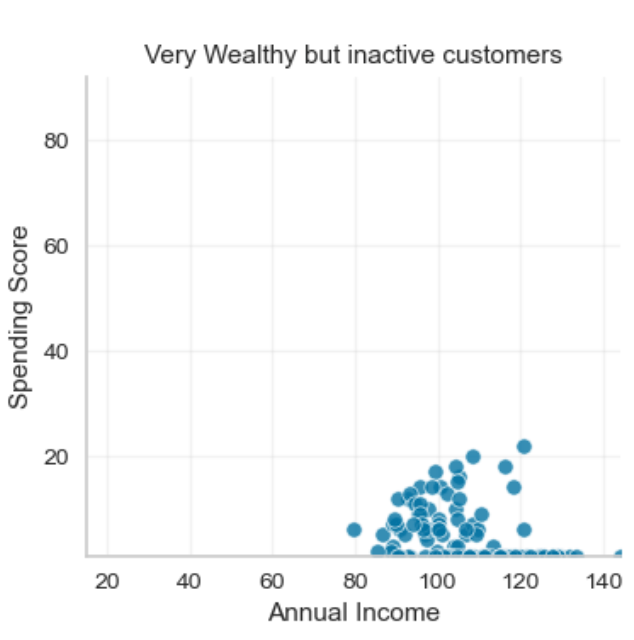 Very Wealthy but inactive customers
80
60
40
20
Spending Score
20 40 60 80 100 120 140
Annual Income